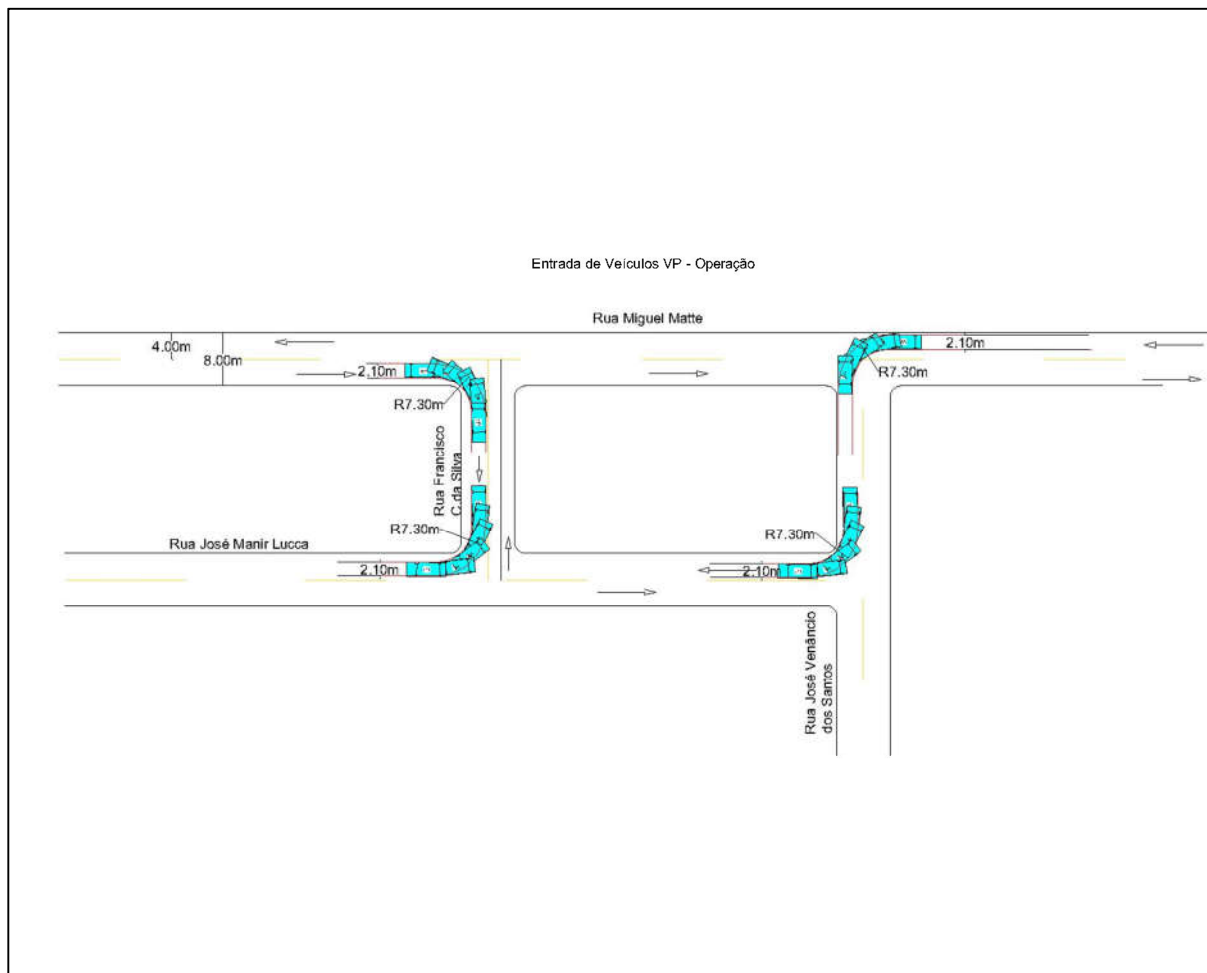 Entrada de Veículos VP - Operação
Rua Miguel Matte
4.00m
8.00m
2.10m
2.10m
R7.30m
R7.30m
Rua Francisco
C.da Silva
R7.30m
R7.30m
Rua José Manir Lucca
2.10m
2.10m
Rua José Venâncio
dos Santos